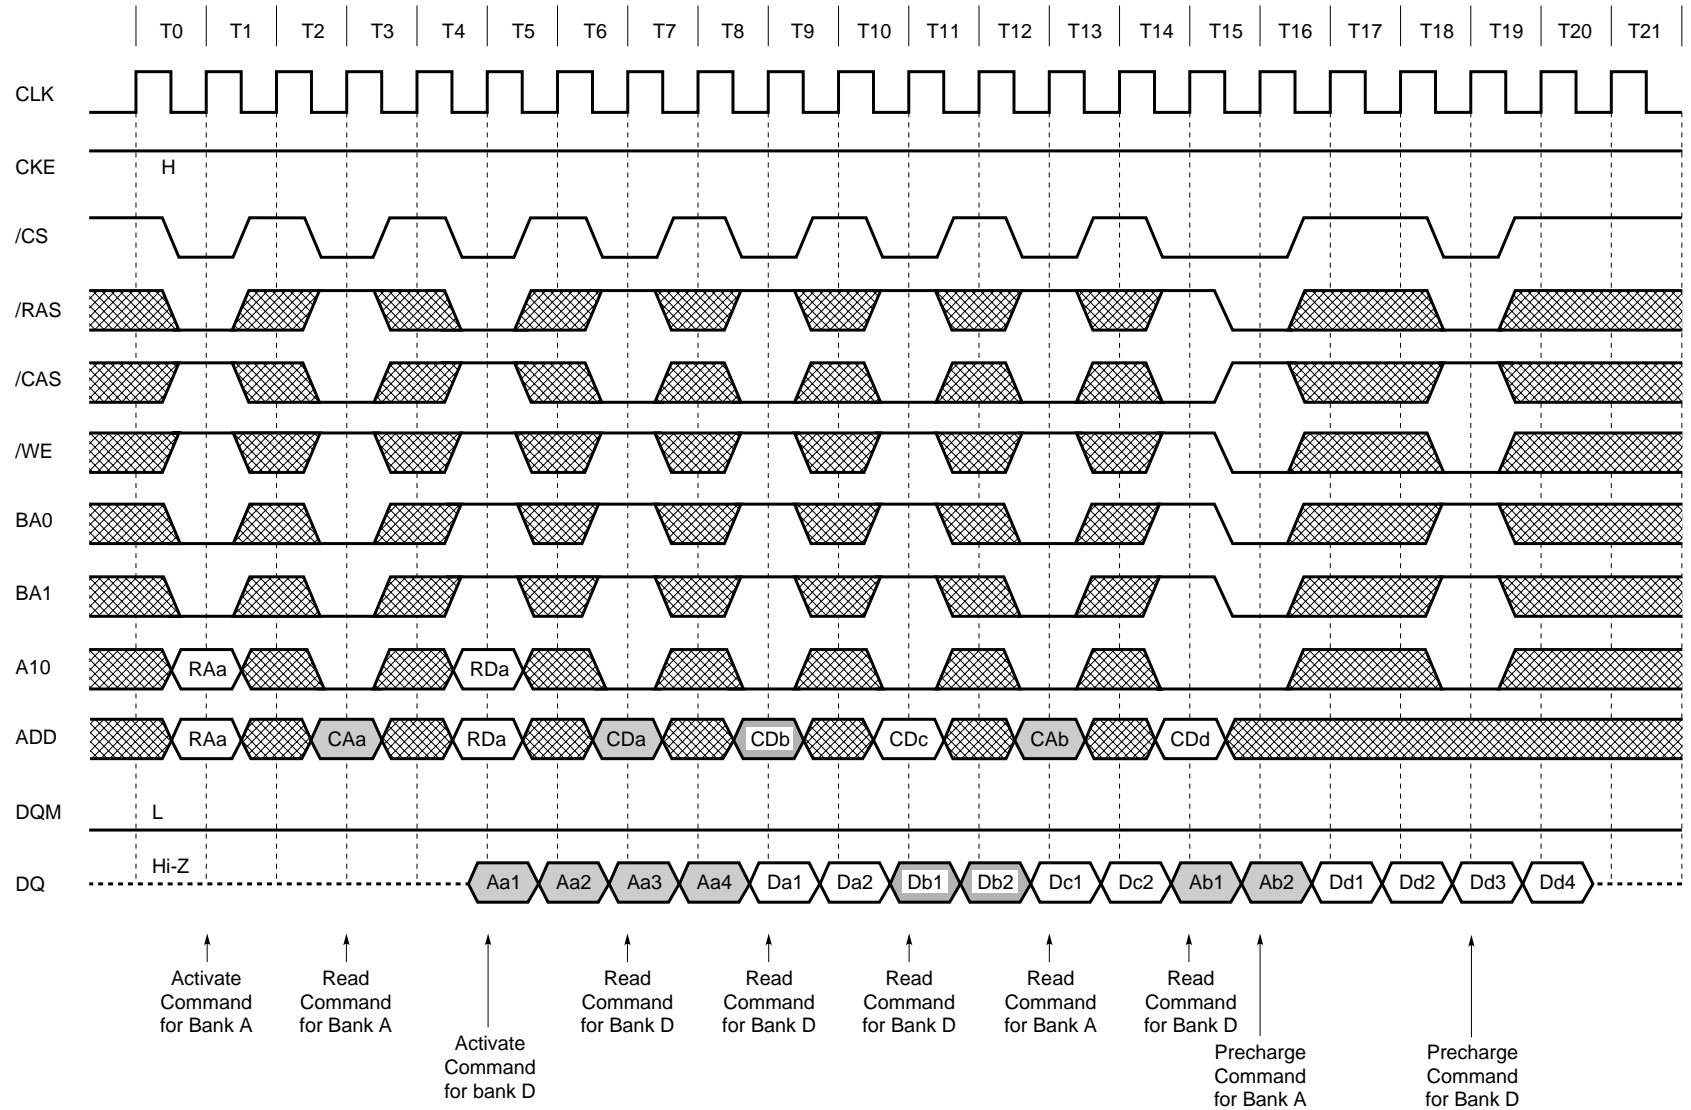 T0 T1 T2 T3 T4 T5 T6 T7 T8 T9 T10 T11 T12 T13 T14 T15 T16 T17 T18 T19 T20 T21
CLK
CKE H
/CS
/RAS
/CAS
/WE
BA0
BA1
A10 RAa RDa
ADD RAa CAa RDa CDa CDb CDc CAb CDd
DQM L
Hi-Z
DQ Aa1 Aa2 Aa3 Aa4 Da1 Da2 Db1 Db2 Dc1 Dc2 Ab1 Ab2 Dd1 Dd2 Dd3 Dd4
Activate
Command
for Bank A
Read
Command
for Bank A
Activate
Command
for bank D
Read
Command
for Bank D
Read
Command
for Bank D
Read
Command
for Bank D
Read
Command
for Bank A
Read
Command
for Bank D
Precharge
Command
for Bank A
Precharge
Command
for Bank D